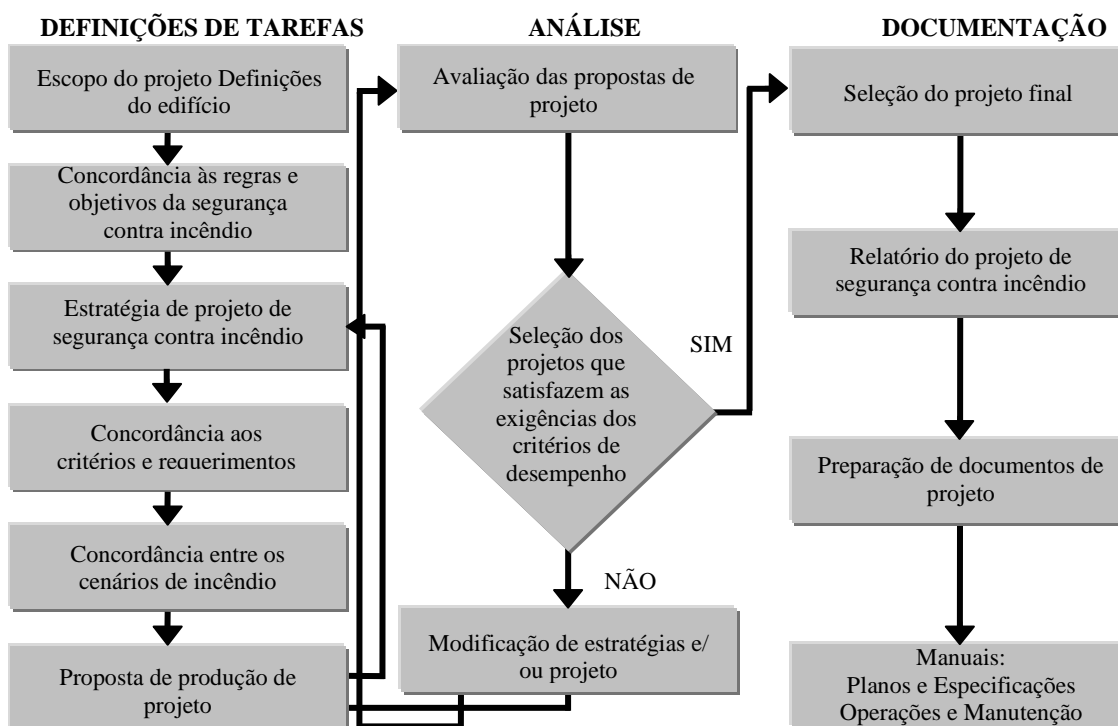 DEFINIÇÕES DE TAREFAS
Escopo do projeto Definições
do edifício
Concordância às regras e
objetivos da segurança
contra incêndio
Estratégia de projeto de
segurança contra incêndio
Concordância aos
critérios e requerimentos
Concordância entre os
cenários de incêndio
Proposta de produção de
projeto
ANÁLISE
Avaliação das propostas de
projeto
Seleção dos
projetos que
satisfazem as
exigências dos
critérios de
desempenho
SIM
NÃO
Modificação de estratégias e/
ou projeto
DOCUMENTAÇÃO
Seleção do projeto final
Relatório do projeto de
segurança contra incêndio
Preparação de documentos de
projeto
Manuais:
Planos e Especificações
Operações e Manutenção